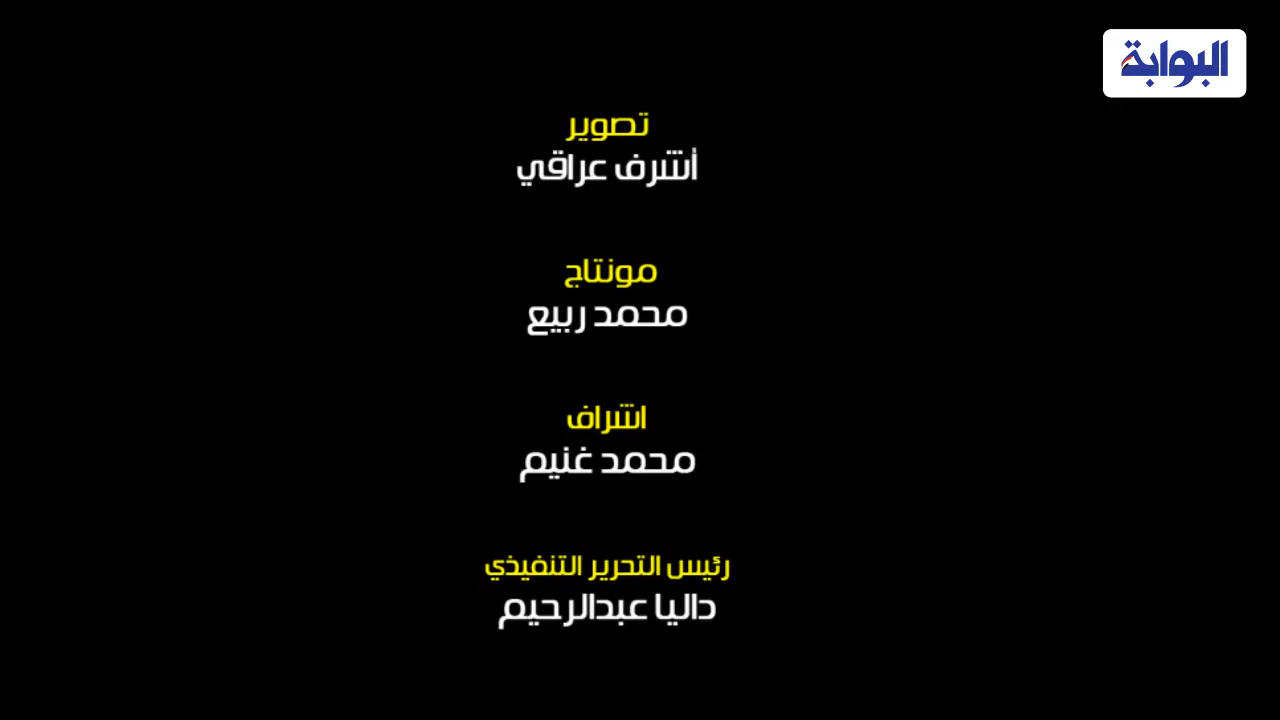 البوابة
تصوير
أشرف عراقي
مونتاج
محمد ربيع
اشراف
محمد غنيم
رئيس التحرير التنفيذي
داليا عبدالرحيم